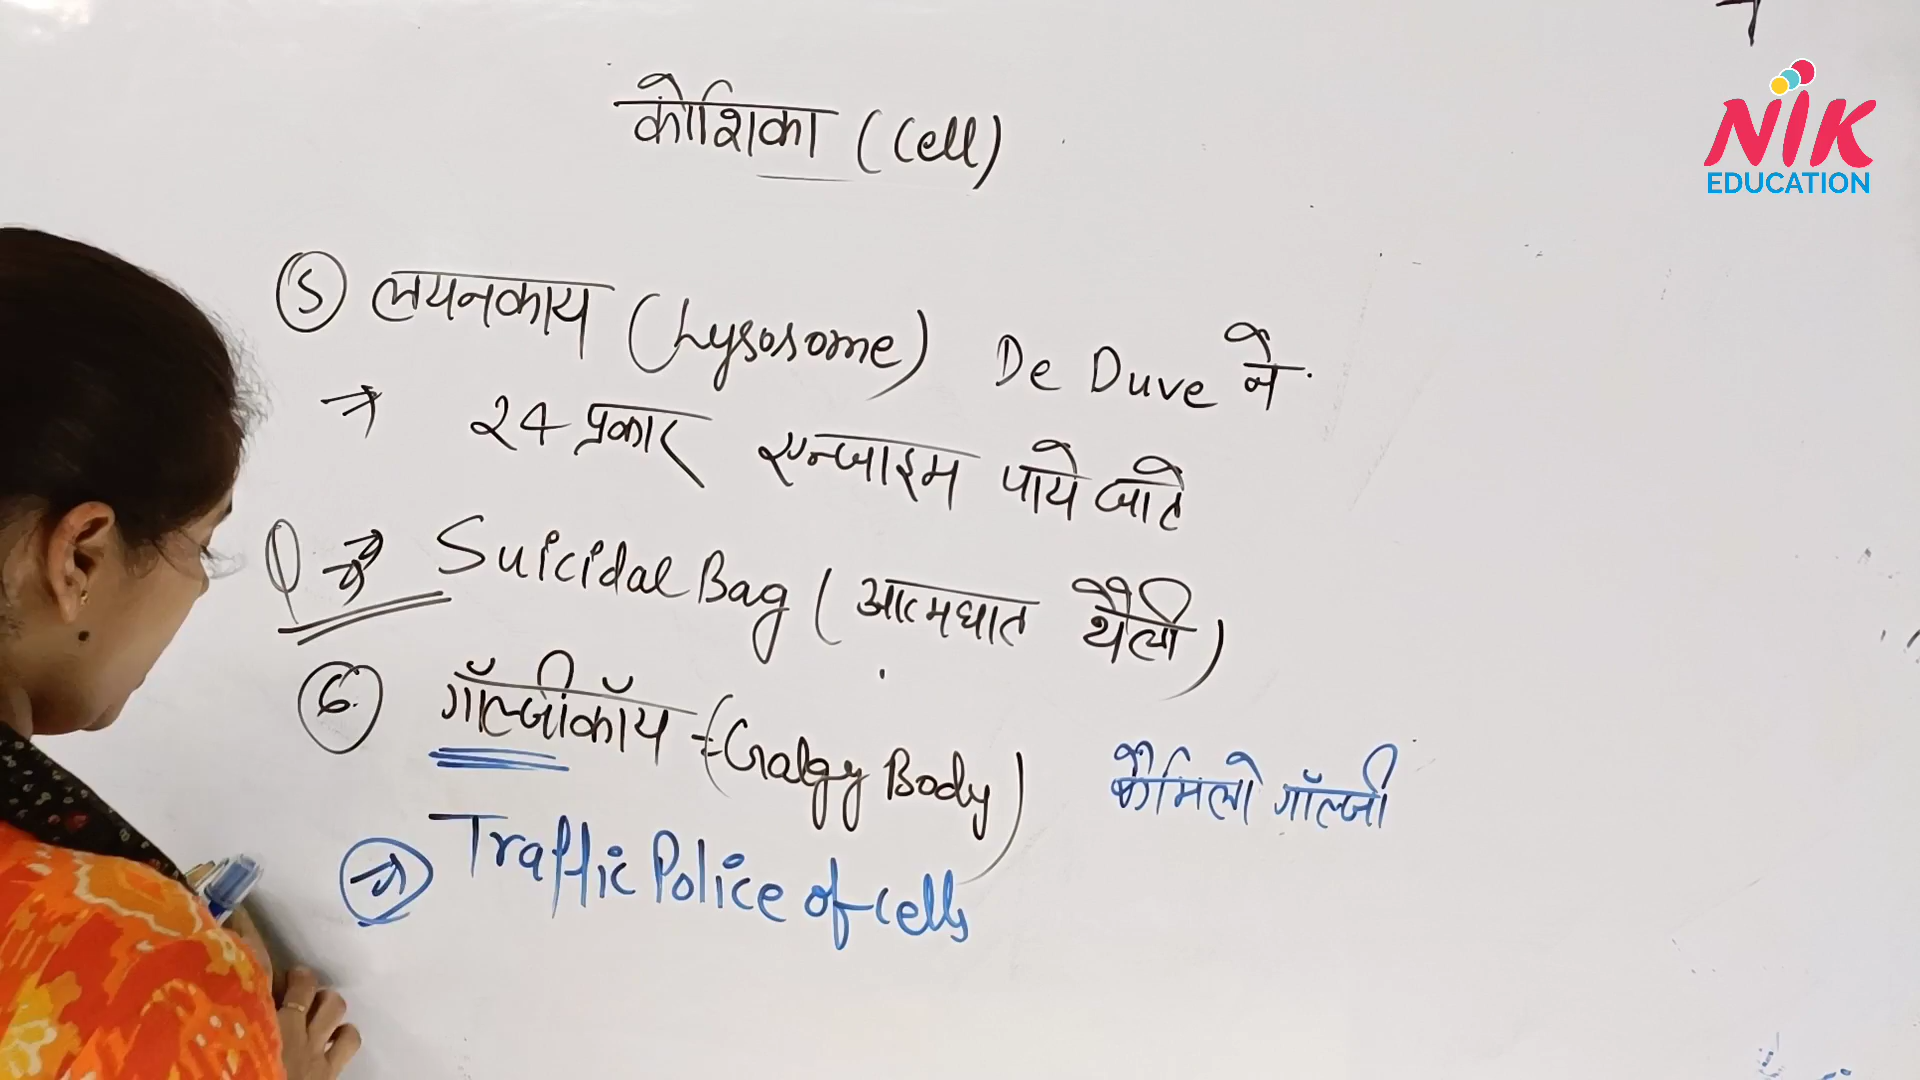 NIK
EDUCATION
कोशिका (Cell)
5 लयनकाय (Lysosome) De Duve ने
→ 24 प्रकार एन्जाइम पाये जाते
Q → Suicidal Bag (आत्मघात थैली)
6. गॉल्जीकॉय - (Galgy Body) कैमिलो गॉल्जी
→ Traffic Police of cells